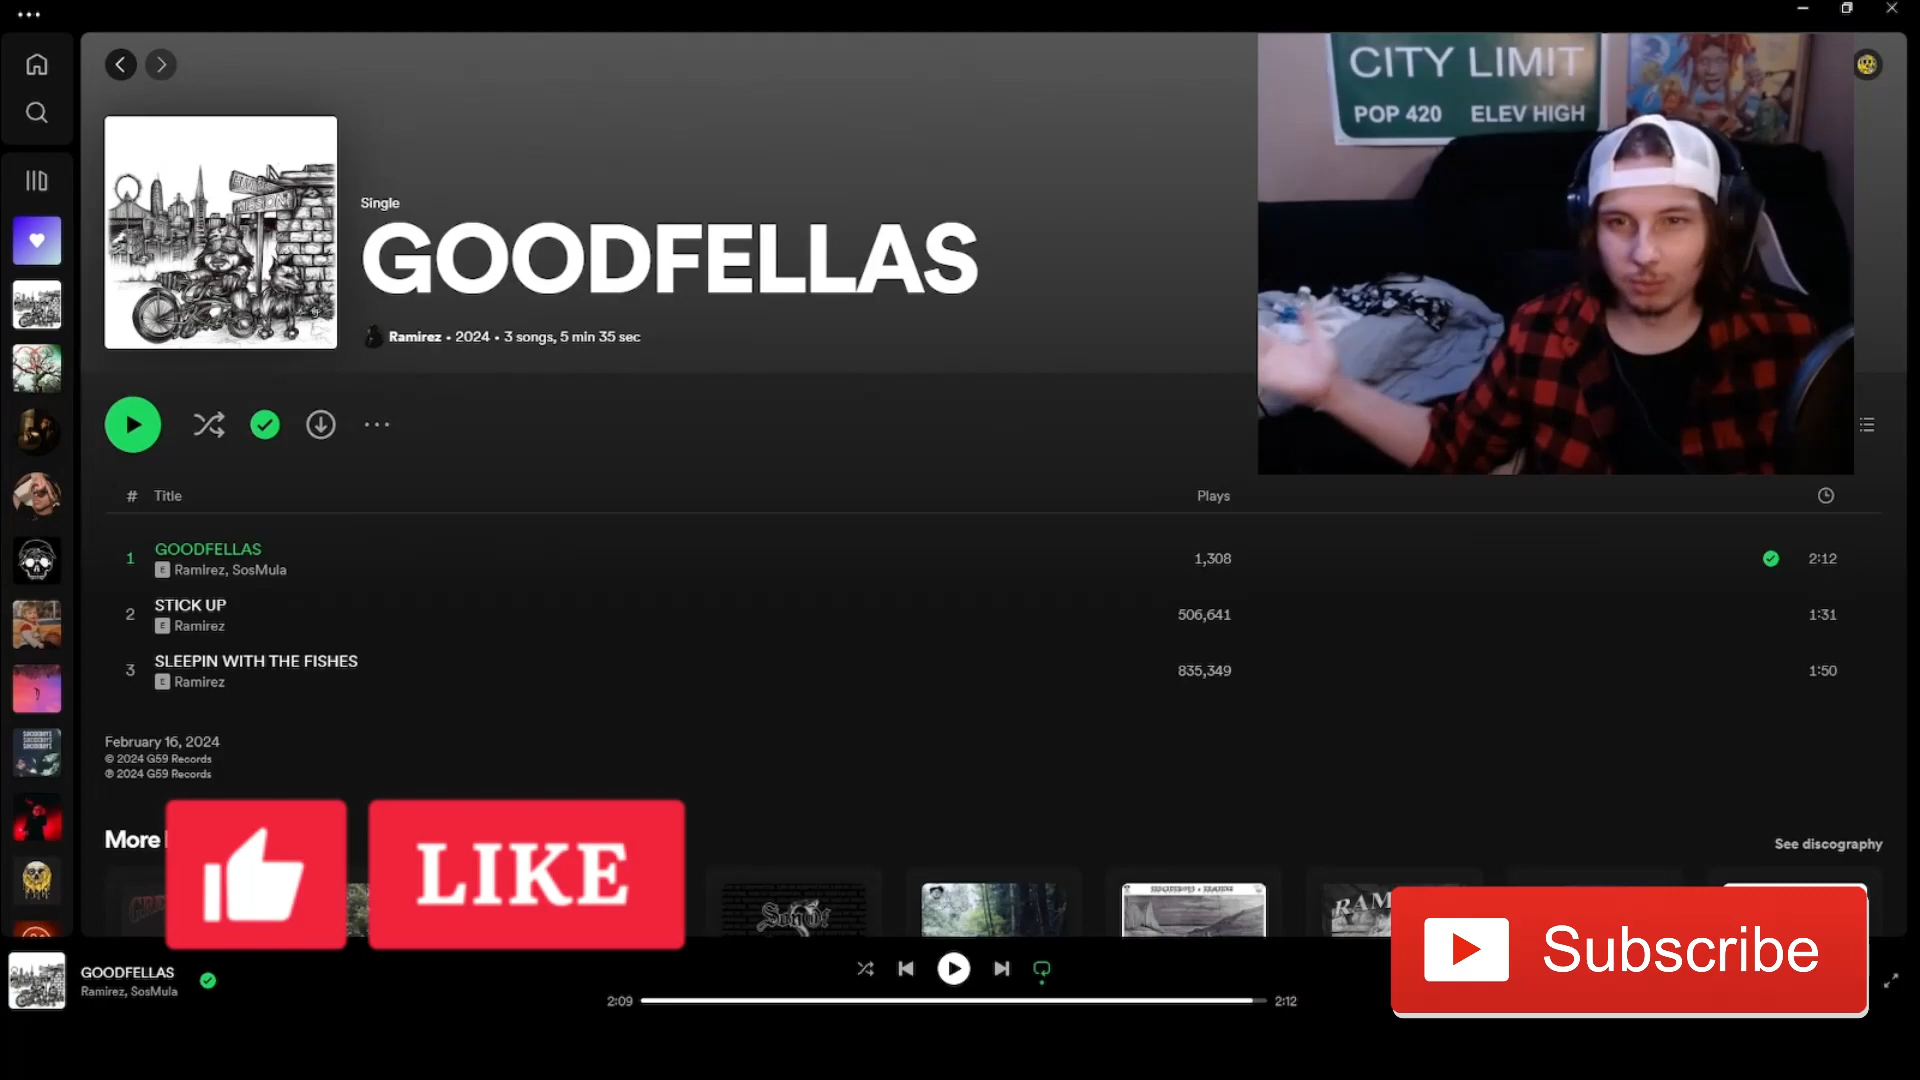 CITY LIMIT
POP 420 ELEV HIGH
MISSION
Single
GOODFELLAS
Ramirez • 2024 • 3 songs, 5 min 35 sec
# Title Plays
1 GOODFELLAS 1,308 2:12
E Ramirez, SosMula
2 STICK UP 506,641 1:31
E Ramirez
3 SLEEPIN WITH THE FISHES 835,349 1:50
E Ramirez
February 16, 2024
© 2024 G59 Records
℗ 2024 G59 Records
More
See discography
LIKE
Subscribe
GOODFELLAS
Ramirez, SosMula
2:09 2:12